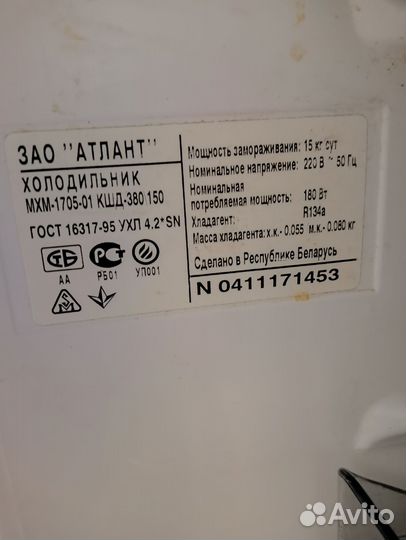 ЗАО "АТЛАНТ"
ХОЛОДИЛЬНИК
МХМ-1705-01 КШД-380/150
ГОСТ 16317-95 УХЛ 4.2*SN
АА РБ01 УП001
Мощность замораживания: 15 кг сут
Номинальное напряжение: 220 В ~ 50 Гц
Номинальная
потребляемая мощность: 180 Вт
Хладагент: R134a
Масса хладагента: х.к.- 0.055 м.к.- 0.080 кг
Сделано в Республике Беларусь
N 0411171453
Avito